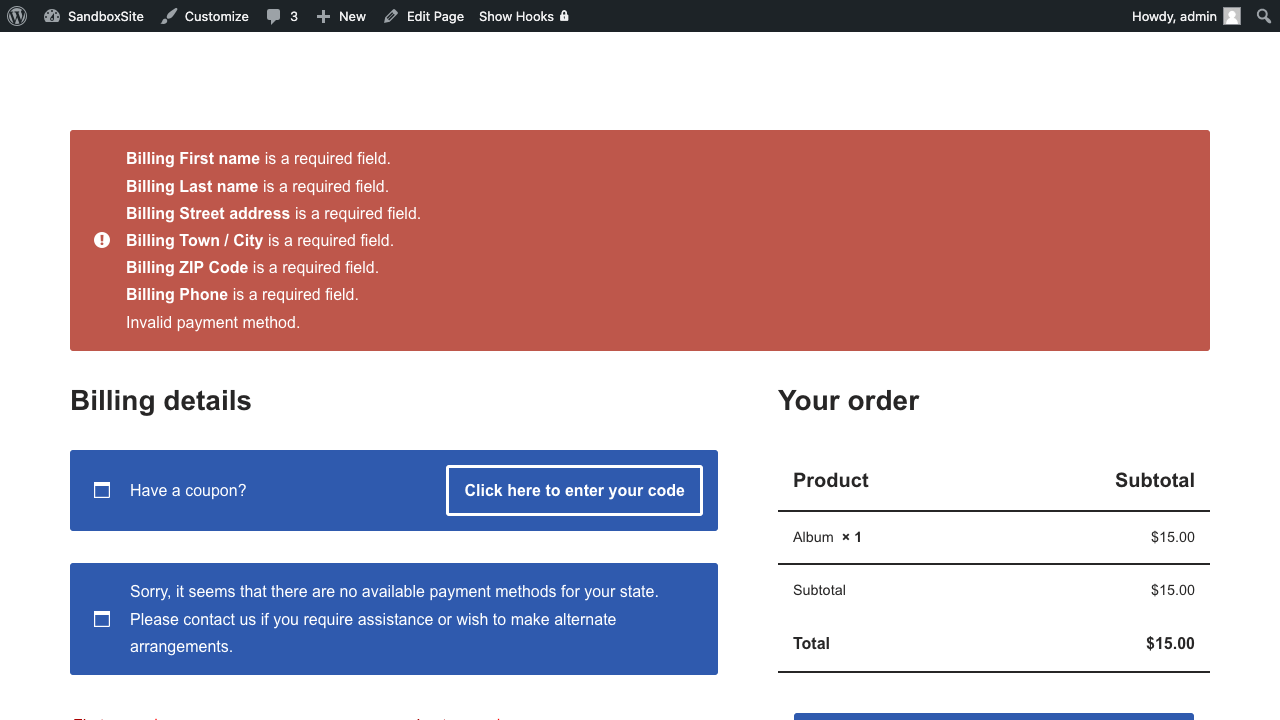 SandboxSite Customize 3 New Edit Page Show Hooks Howdy, admin
Billing First name is a required field.
Billing Last name is a required field.
Billing Street address is a required field.
Billing Town / City is a required field.
Billing ZIP Code is a required field.
Billing Phone is a required field.
Invalid payment method.
Billing details
Have a coupon? Click here to enter your code
Sorry, it seems that there are no available payment methods for your state.
Please contact us if you require assistance or wish to make alternate
arrangements.
Your order
Product Subtotal
Album × 1 $15.00
Subtotal $15.00
Total $15.00